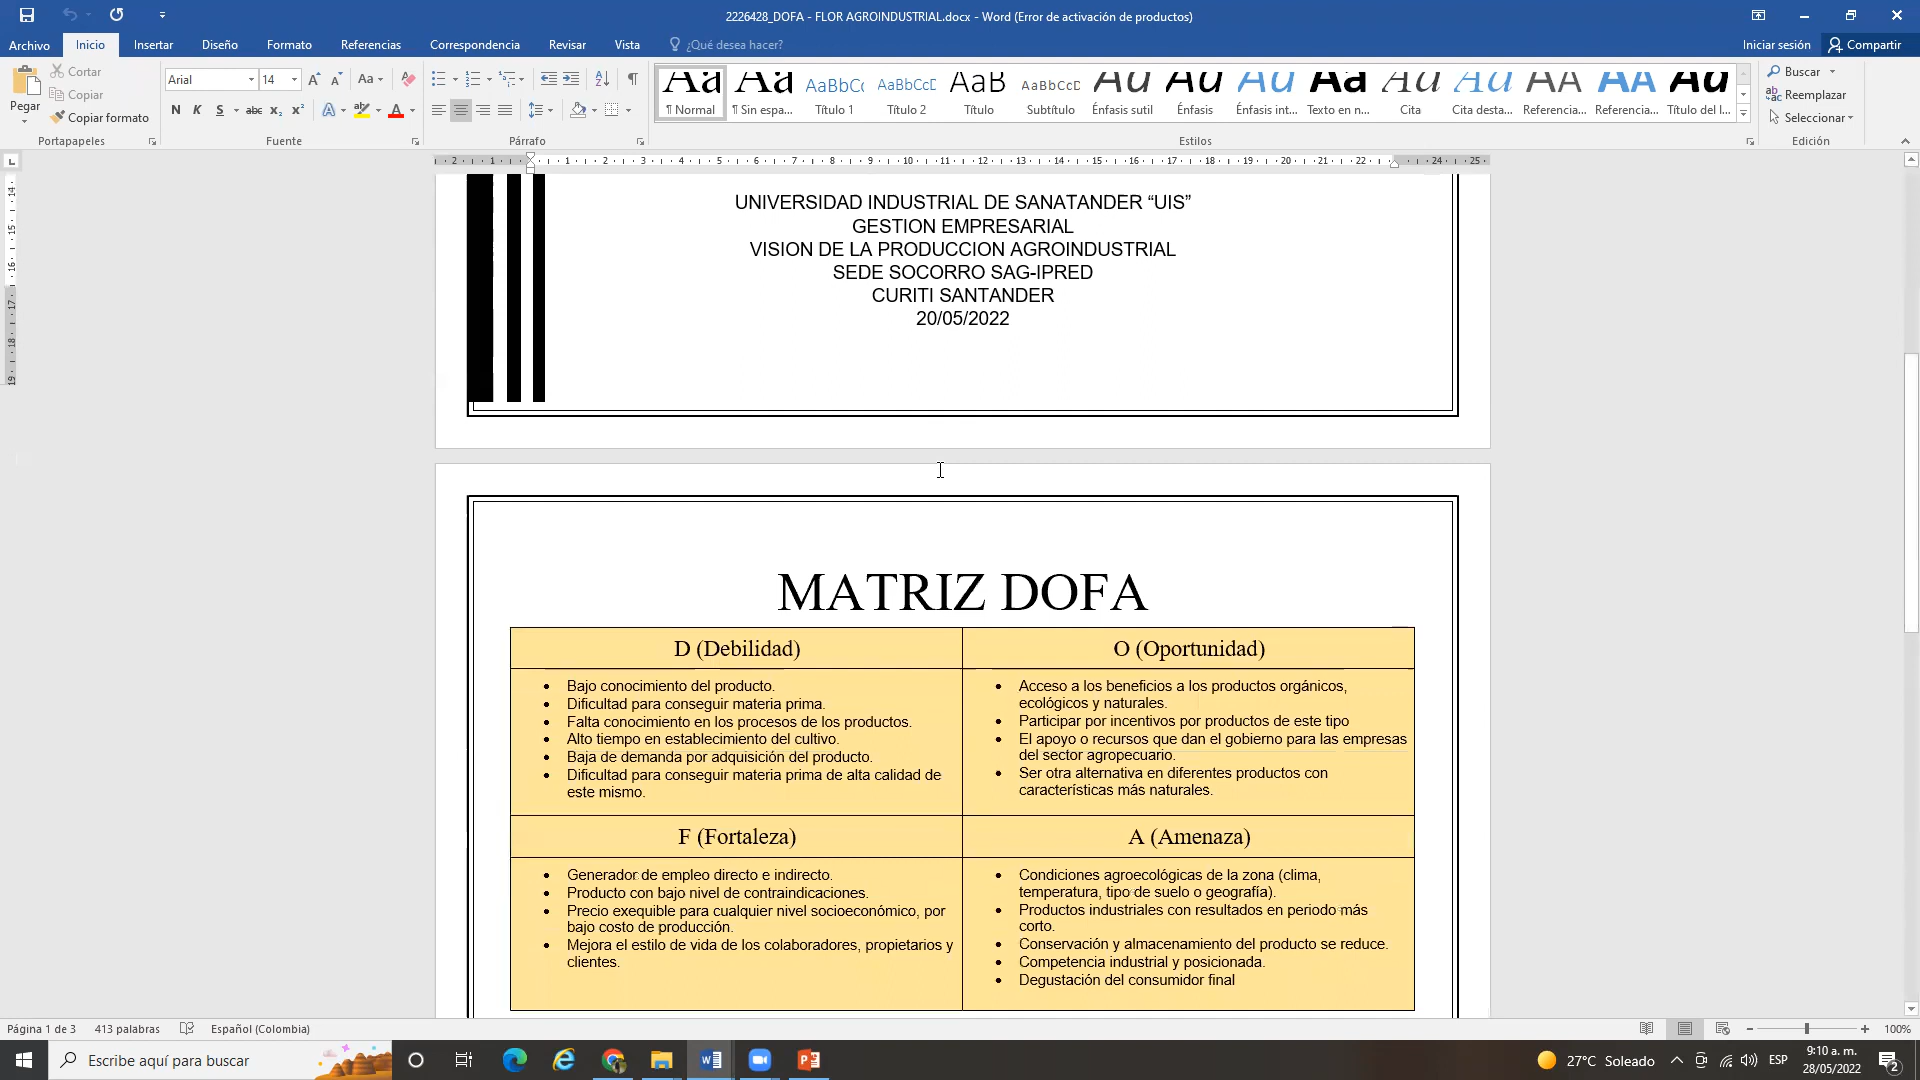 2226428_DOFA - FLOR AGROINDUSTRIAL.docx - Word (Error de activación de productos)
Archivo Inicio Insertar Diseño Formato Referencias Correspondencia Revisar Vista ¿Qué desea hacer? Iniciar sesión Compartir
Pegar
Cortar
Copiar
Copiar formato
Portapapeles
Arial 14
N K S abc x₂ x²
Fuente
Párrafo
¶ Normal
¶ Sin espa...
Título 1
Título 2
Título
Subtítulo
Énfasis sutil
Énfasis
Énfasis int...
Texto en n...
Cita
Cita desta...
Referencia...
Referencia...
Título del l...
Estilos
Buscar
Reemplazar
Seleccionar
Edición
UNIVERSIDAD INDUSTRIAL DE SANATANDER “UIS”
GESTION EMPRESARIAL
VISION DE LA PRODUCCION AGROINDUSTRIAL
SEDE SOCORRO SAG-IPRED
CURITI SANTANDER
20/05/2022
MATRIZ DOFA
D (Debilidad)
• Bajo conocimiento del producto.
• Dificultad para conseguir materia prima.
• Falta conocimiento en los procesos de los productos.
• Alto tiempo en establecimiento del cultivo.
• Baja de demanda por adquisición del producto.
• Dificultad para conseguir materia prima de alta calidad de
este mismo.
O (Oportunidad)
• Acceso a los beneficios a los productos orgánicos,
ecológicos y naturales.
• Participar por incentivos por productos de este tipo
• El apoyo o recursos que dan el gobierno para las empresas
del sector agropecuario.
• Ser otra alternativa en diferentes productos con
características más naturales.
F (Fortaleza)
• Generador de empleo directo e indirecto.
• Producto con bajo nivel de contraindicaciones.
• Precio exequible para cualquier nivel socioeconómico, por
bajo costo de producción.
• Mejora el estilo de vida de los colaboradores, propietarios y
clientes.
A (Amenaza)
• Condiciones agroecológicas de la zona (clima,
temperatura, tipo de suelo o geografía).
• Productos industriales con resultados en periodo más
corto.
• Conservación y almacenamiento del producto se reduce.
• Competencia industrial y posicionada.
• Degustación del consumidor final
Página 1 de 3 413 palabras Español (Colombia) 100%
Escribe aquí para buscar
27°C Soleado
ESP
9:10 a. m.
28/05/2022
2